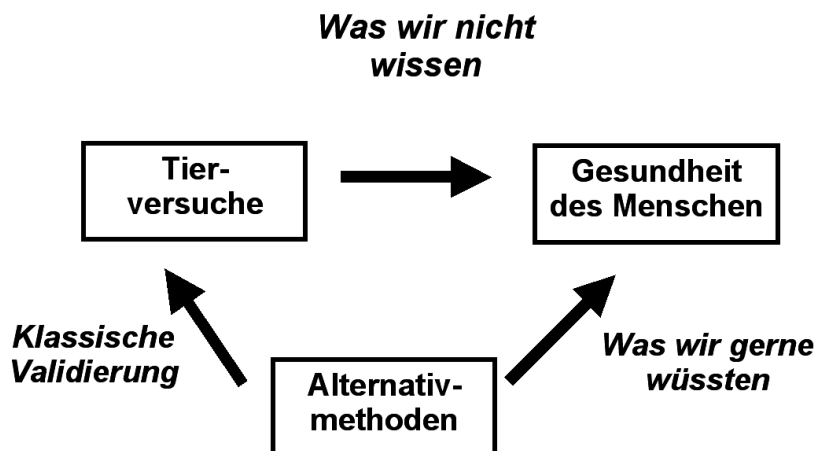 Was wir nicht
wissen
Tier-
versuche
Gesundheit
des Menschen
Klassische
Validierung
Was wir gerne
wüssten
Alternativ-
methoden